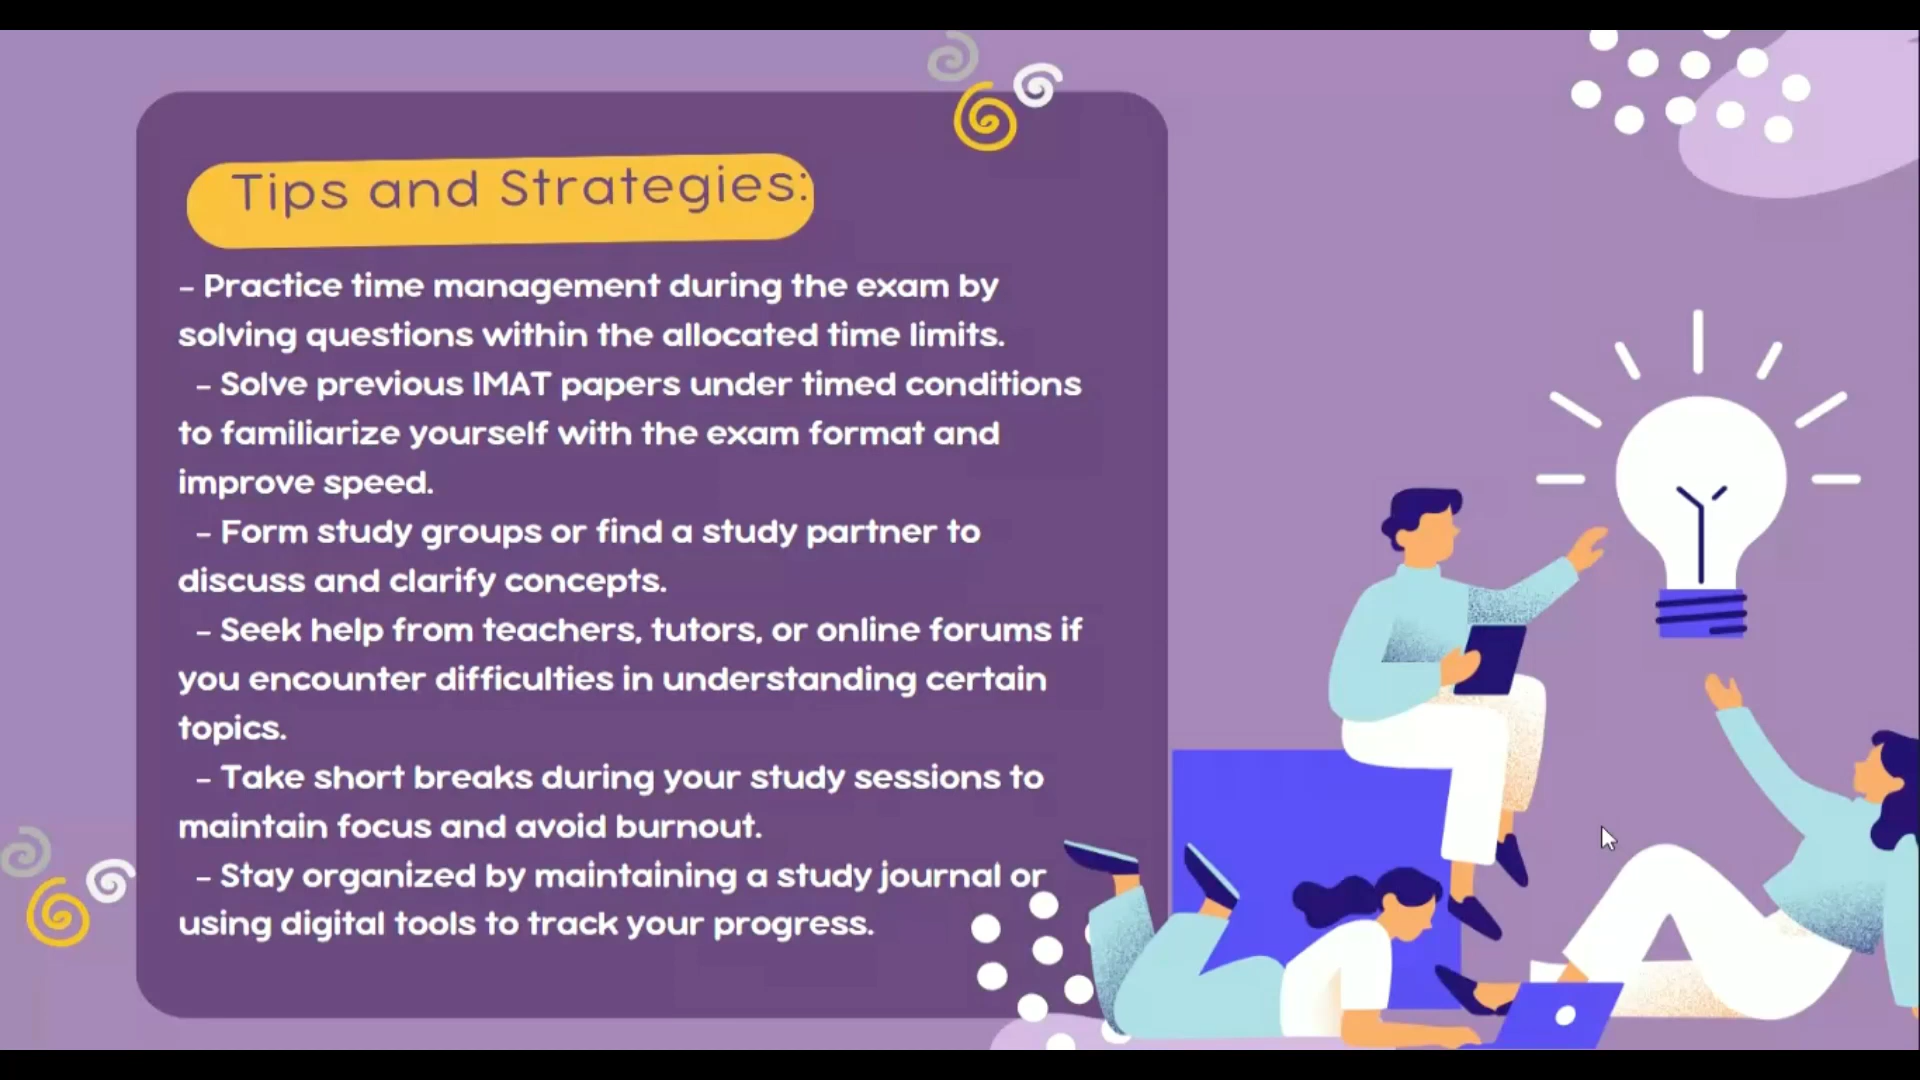 Tips and Strategies:
- Practice time management during the exam by
solving questions within the allocated time limits.
- Solve previous IMAT papers under timed conditions
to familiarize yourself with the exam format and
improve speed.
- Form study groups or find a study partner to
discuss and clarify concepts.
- Seek help from teachers, tutors, or online forums if
you encounter difficulties in understanding certain
topics.
- Take short breaks during your study sessions to
maintain focus and avoid burnout.
- Stay organized by maintaining a study journal or
using digital tools to track your progress.